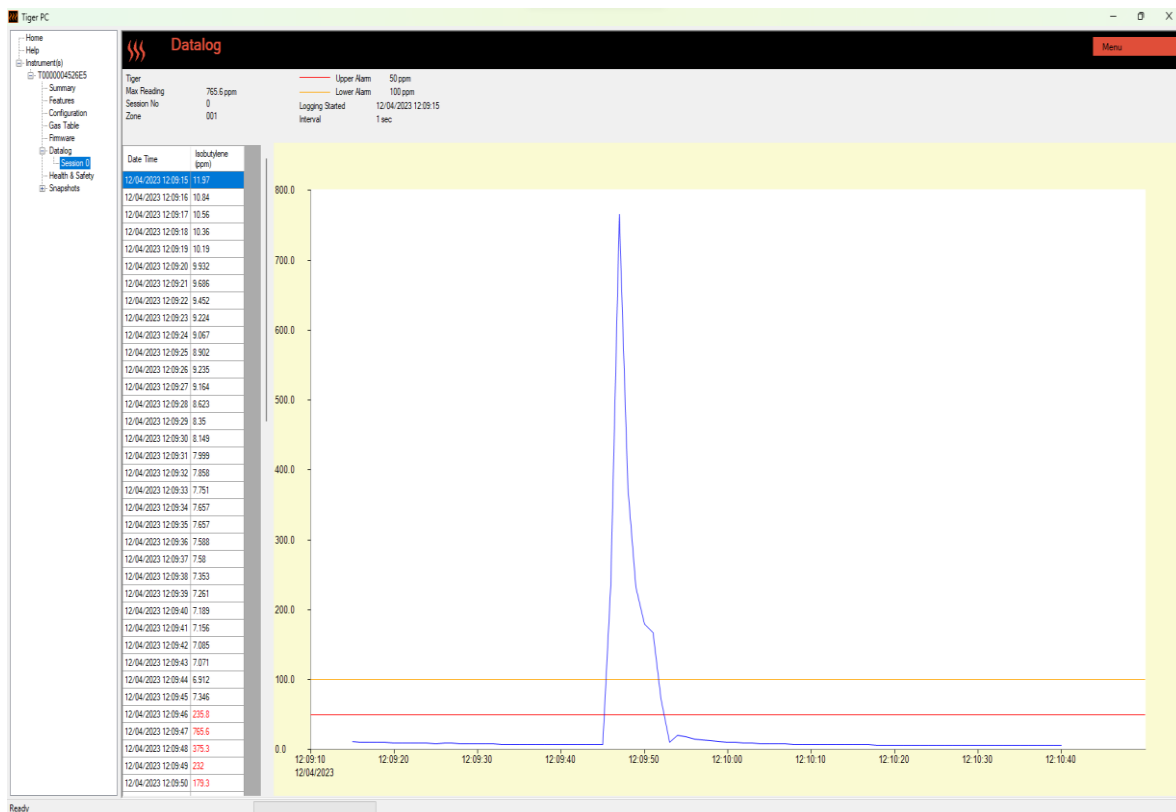 Tiger PC
Home
Help
Instrument(s)
T0000004526E5
Summary
Features
Configuration
Gas Table
Firmware
Datalog
Session 0
Health & Safety
Snapshots
Datalog
Menu
Tiger
Max Reading 765.6 ppm
Session No 0
Zone 001
Upper Alarm 50 ppm
Lower Alarm 100 ppm
Logging Started 12/04/2023 12:09:15
Interval 1 sec
Date Time Isobutylene (ppm)
12/04/2023 12:09:15 11.97
12/04/2023 12:09:16 10.84
12/04/2023 12:09:17 10.56
12/04/2023 12:09:18 10.36
12/04/2023 12:09:19 10.19
12/04/2023 12:09:20 9.932
12/04/2023 12:09:21 9.686
12/04/2023 12:09:22 9.452
12/04/2023 12:09:23 9.224
12/04/2023 12:09:24 9.067
12/04/2023 12:09:25 8.902
12/04/2023 12:09:26 9.235
12/04/2023 12:09:27 9.164
12/04/2023 12:09:28 8.623
12/04/2023 12:09:29 8.35
12/04/2023 12:09:30 8.149
12/04/2023 12:09:31 7.999
12/04/2023 12:09:32 7.858
12/04/2023 12:09:33 7.751
12/04/2023 12:09:34 7.657
12/04/2023 12:09:35 7.657
12/04/2023 12:09:36 7.588
12/04/2023 12:09:37 7.58
12/04/2023 12:09:38 7.353
12/04/2023 12:09:39 7.261
12/04/2023 12:09:40 7.189
12/04/2023 12:09:41 7.156
12/04/2023 12:09:42 7.085
12/04/2023 12:09:43 7.071
12/04/2023 12:09:44 6.912
12/04/2023 12:09:45 7.346
12/04/2023 12:09:46 235.8
12/04/2023 12:09:47 765.6
12/04/2023 12:09:48 375.3
12/04/2023 12:09:49 232
12/04/2023 12:09:50 179.3
800.0
700.0
600.0
500.0
400.0
300.0
200.0
100.0
0.0
12:09:10 12:09:20 12:09:30 12:09:40 12:09:50 12:10:00 12:10:10 12:10:20 12:10:30 12:10:40
12/04/2023
Ready